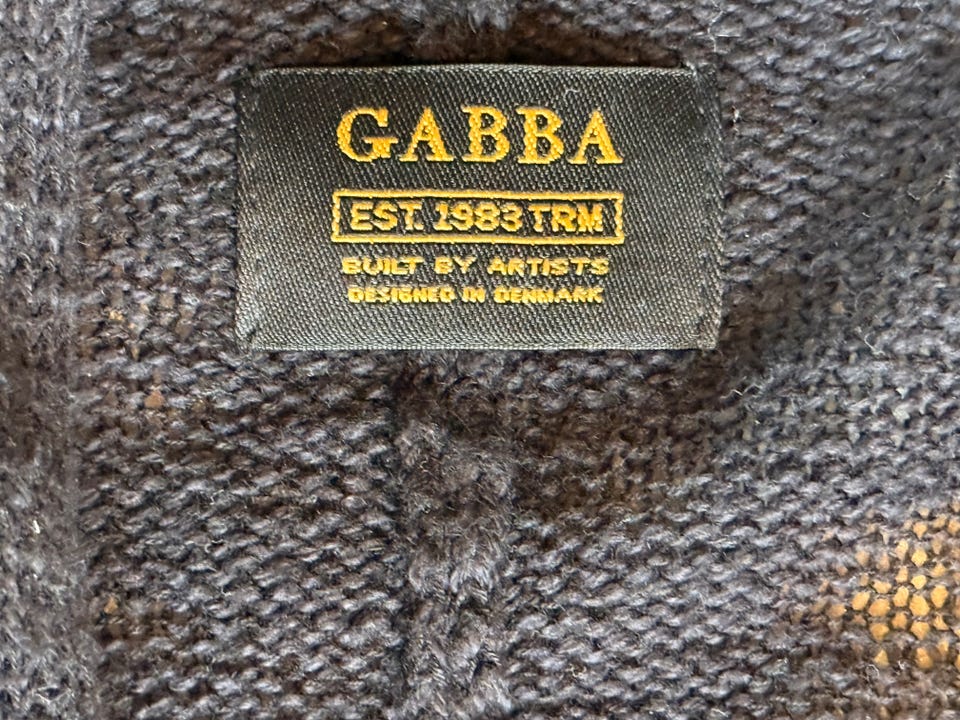 GABBA
EST. 1983 TRM
BUILT BY ARTISTS
DESIGNED IN DENMARK